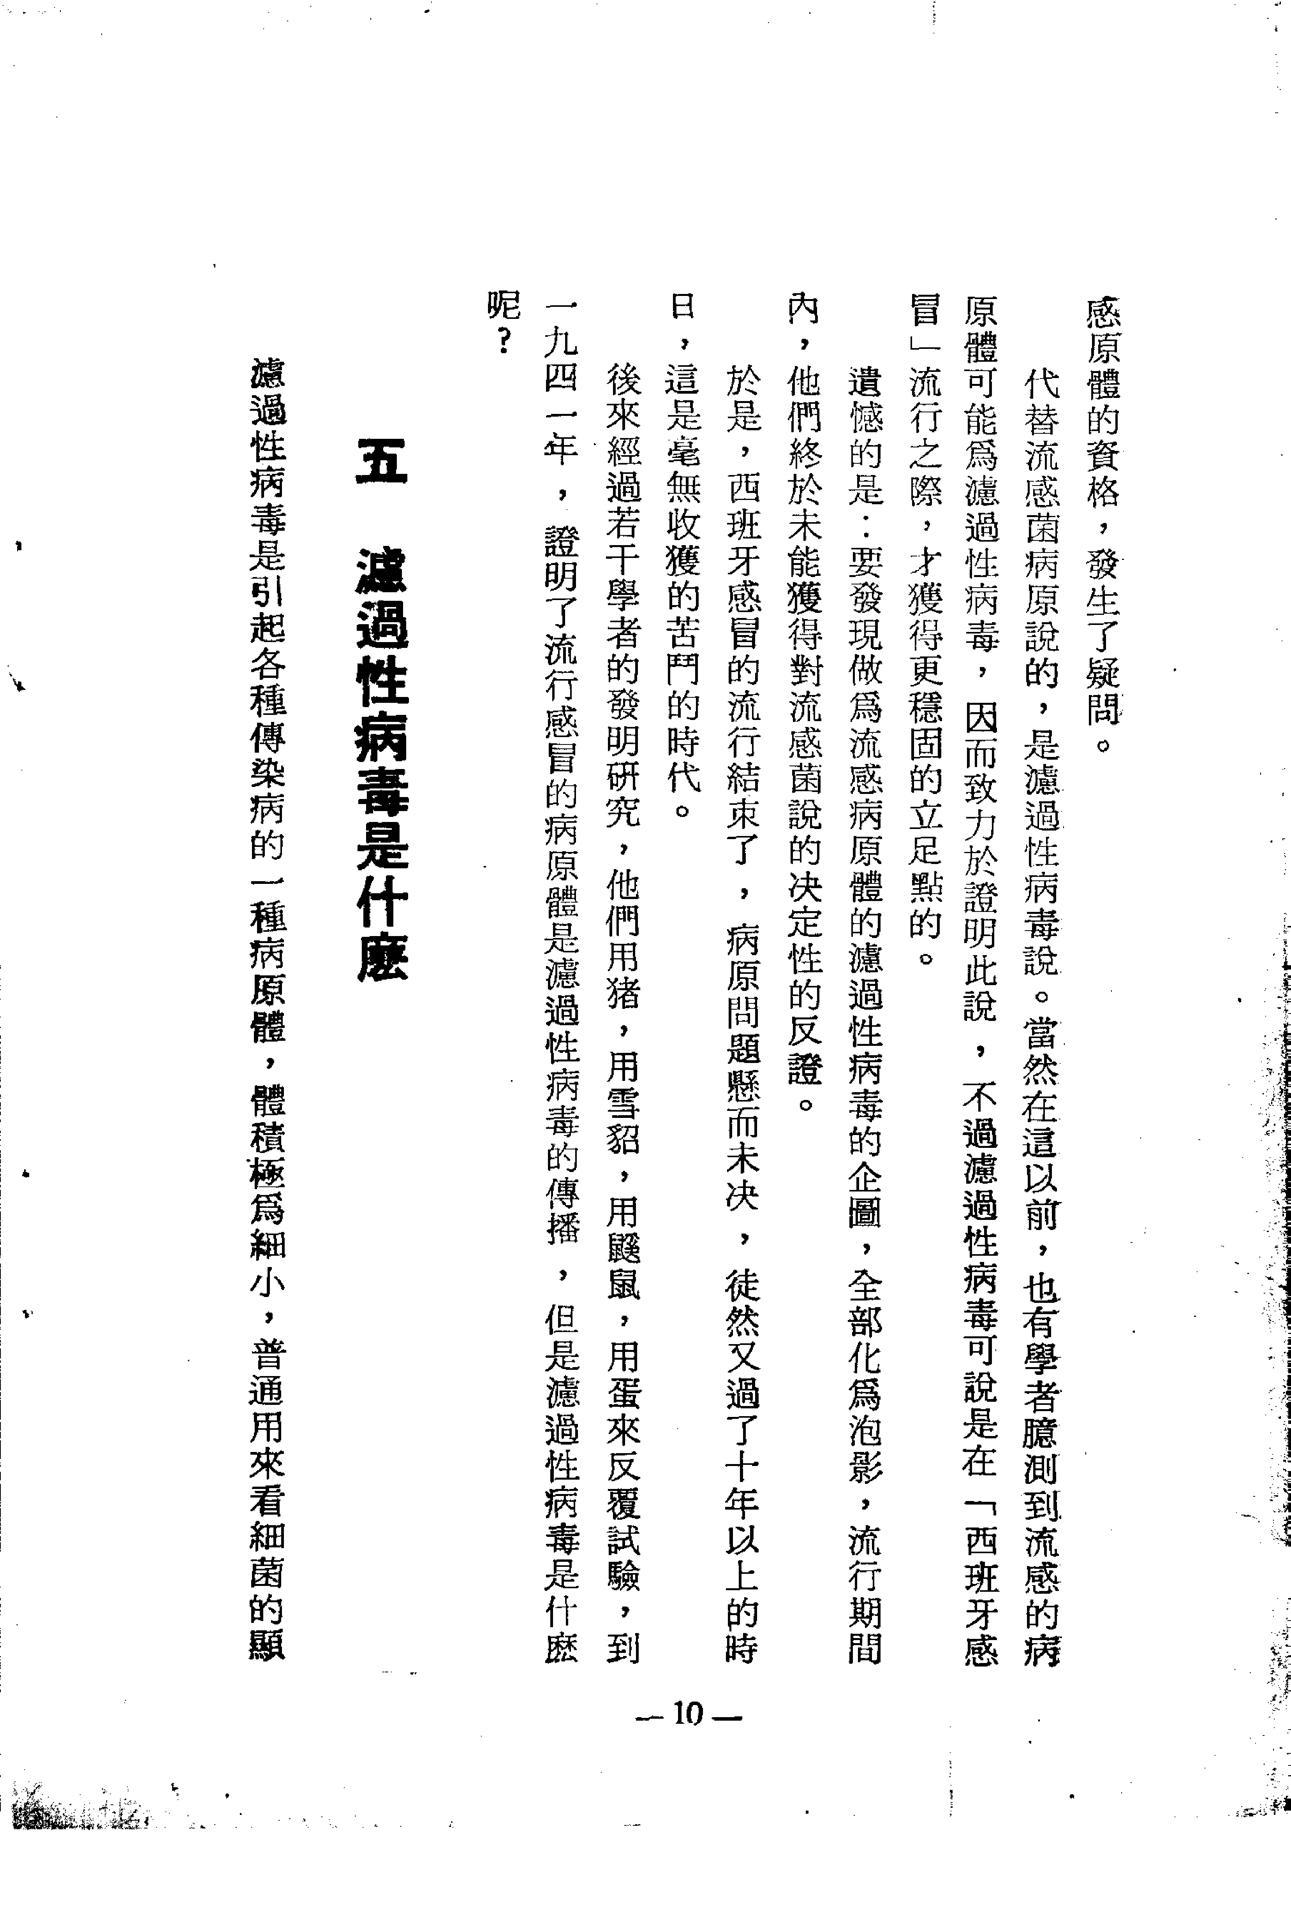 感原體的資格，發生了疑問。
代替流感菌病原說的，是濾過性病毒說。當然在這以前，也有學者臆測到流感的病
原體可能爲濾過性病毒，因而致力於證明此說，不過濾過性病毒可說是在「西班牙感
冒」流行之際，才獲得更穩固的立足點的。
遺憾的是：要發現做爲流感病原體的濾過性病毒的企圖，全部化爲泡影，流行期間
內，他們終於未能獲得對流感菌說的决定性的反證。
於是，西班牙感冒的流行結束了，病原問題懸而未决，徒然又過了十年以上的時
日，這是毫無收獲的苦鬥的時代。
後來經過若干學者的發明研究，他們用猪，用雪貂，用鼷鼠，用蛋來反覆試驗，到
一九四一年，證明了流行感冒的病原體是濾過性病毒的傳播，但是濾過性病毒是什麽
呢？
五　濾過性病毒是什麽
濾過性病毒是引起各種傳染病的一種病原體，體積極爲細小，普通用來看細菌的顯
— 10 —